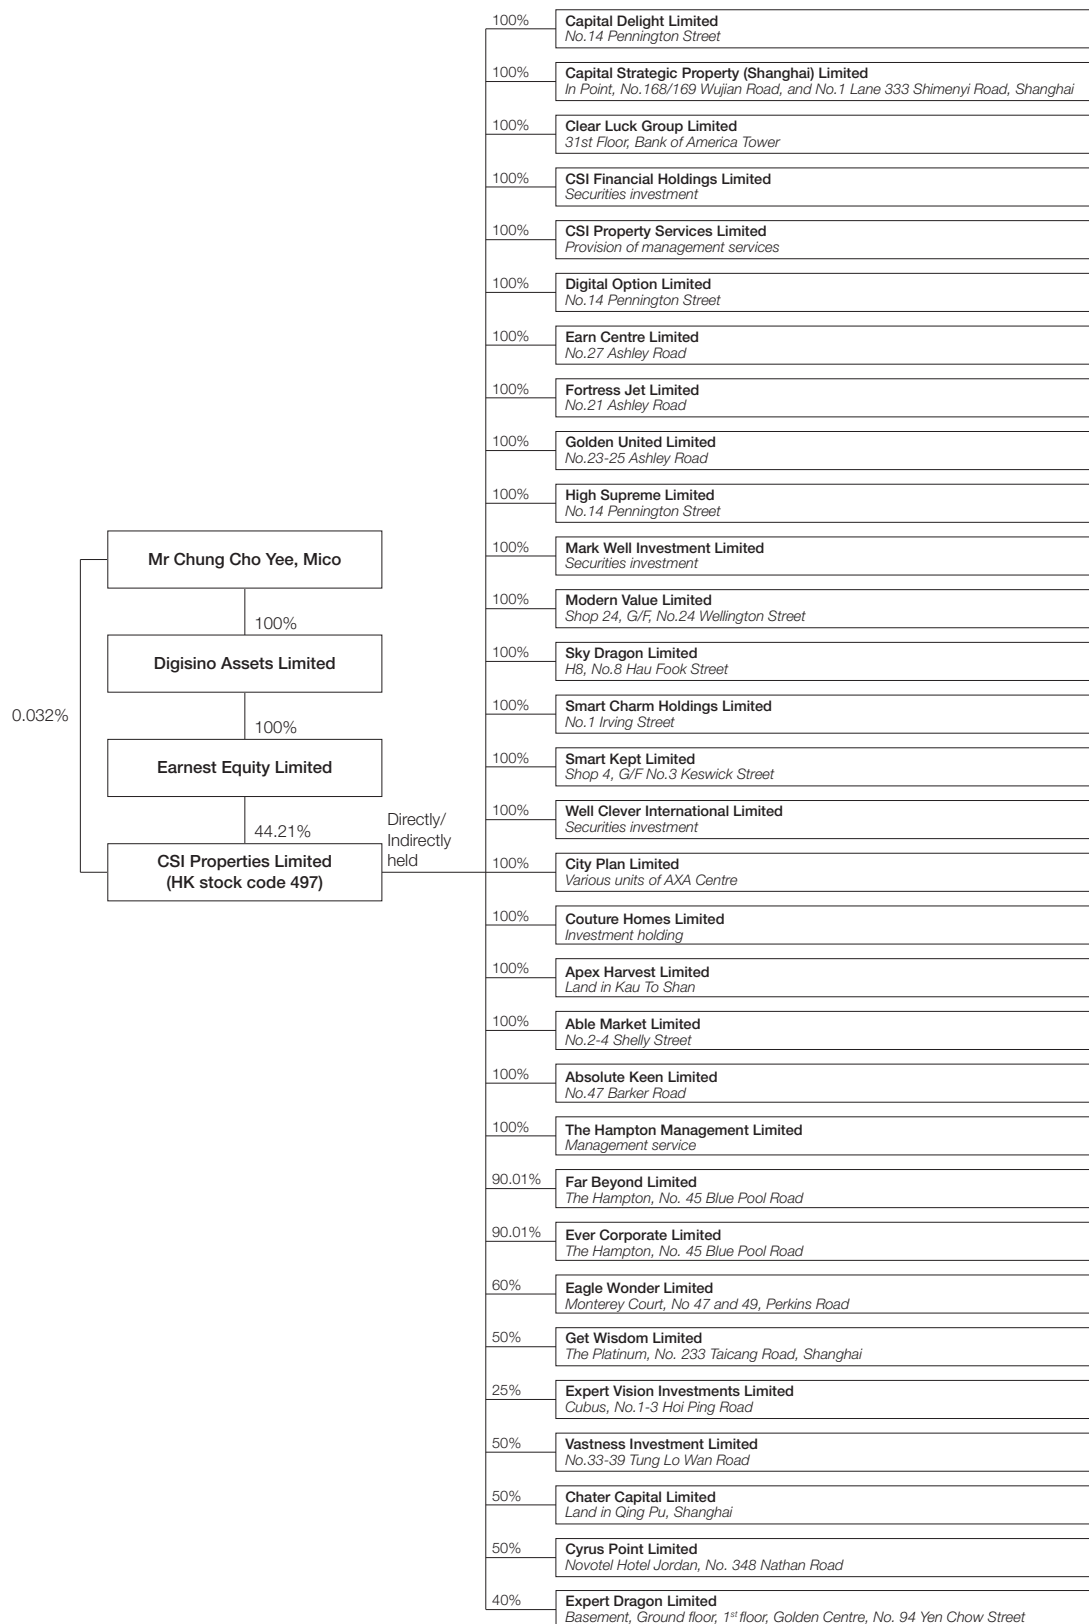 Mr Chung Cho Yee, Mico
100%
Digisino Assets Limited
0.032%
100%
Earnest Equity Limited
44.21%
CSI Properties Limited
(HK stock code 497)
Directly/
Indirectly
held
100%
Capital Delight Limited
No.14 Pennington Street
100%
Capital Strategic Property (Shanghai) Limited
In Point, No.168/169 Wujian Road, and No.1 Lane 333 Shimenyi Road, Shanghai
100%
Clear Luck Group Limited
31st Floor, Bank of America Tower
100%
CSI Financial Holdings Limited
Securities investment
100%
CSI Property Services Limited
Provision of management services
100%
Digital Option Limited
No.14 Pennington Street
100%
Earn Centre Limited
No.27 Ashley Road
100%
Fortress Jet Limited
No.21 Ashley Road
100%
Golden United Limited
No.23-25 Ashley Road
100%
High Supreme Limited
No.14 Pennington Street
100%
Mark Well Investment Limited
Securities investment
100%
Modern Value Limited
Shop 24, G/F, No.24 Wellington Street
100%
Sky Dragon Limited
H8, No.8 Hau Fook Street
100%
Smart Charm Holdings Limited
No.1 Irving Street
100%
Smart Kept Limited
Shop 4, G/F No.3 Keswick Street
100%
Well Clever International Limited
Securities investment
100%
City Plan Limited
Various units of AXA Centre
100%
Couture Homes Limited
Investment holding
100%
Apex Harvest Limited
Land in Kau To Shan
100%
Able Market Limited
No.2-4 Shelly Street
100%
Absolute Keen Limited
No.47 Barker Road
100%
The Hampton Management Limited
Management service
90.01%
Far Beyond Limited
The Hampton, No. 45 Blue Pool Road
90.01%
Ever Corporate Limited
The Hampton, No. 45 Blue Pool Road
60%
Eagle Wonder Limited
Monterey Court, No 47 and 49, Perkins Road
50%
Get Wisdom Limited
The Platinum, No. 233 Taicang Road, Shanghai
25%
Expert Vision Investments Limited
Cubus, No.1-3 Hoi Ping Road
50%
Vastness Investment Limited
No.33-39 Tung Lo Wan Road
50%
Chater Capital Limited
Land in Qing Pu, Shanghai
50%
Cyrus Point Limited
Novotel Hotel Jordan, No. 348 Nathan Road
40%
Expert Dragon Limited
Basement, Ground floor, 1st floor, Golden Centre, No. 94 Yen Chow Street